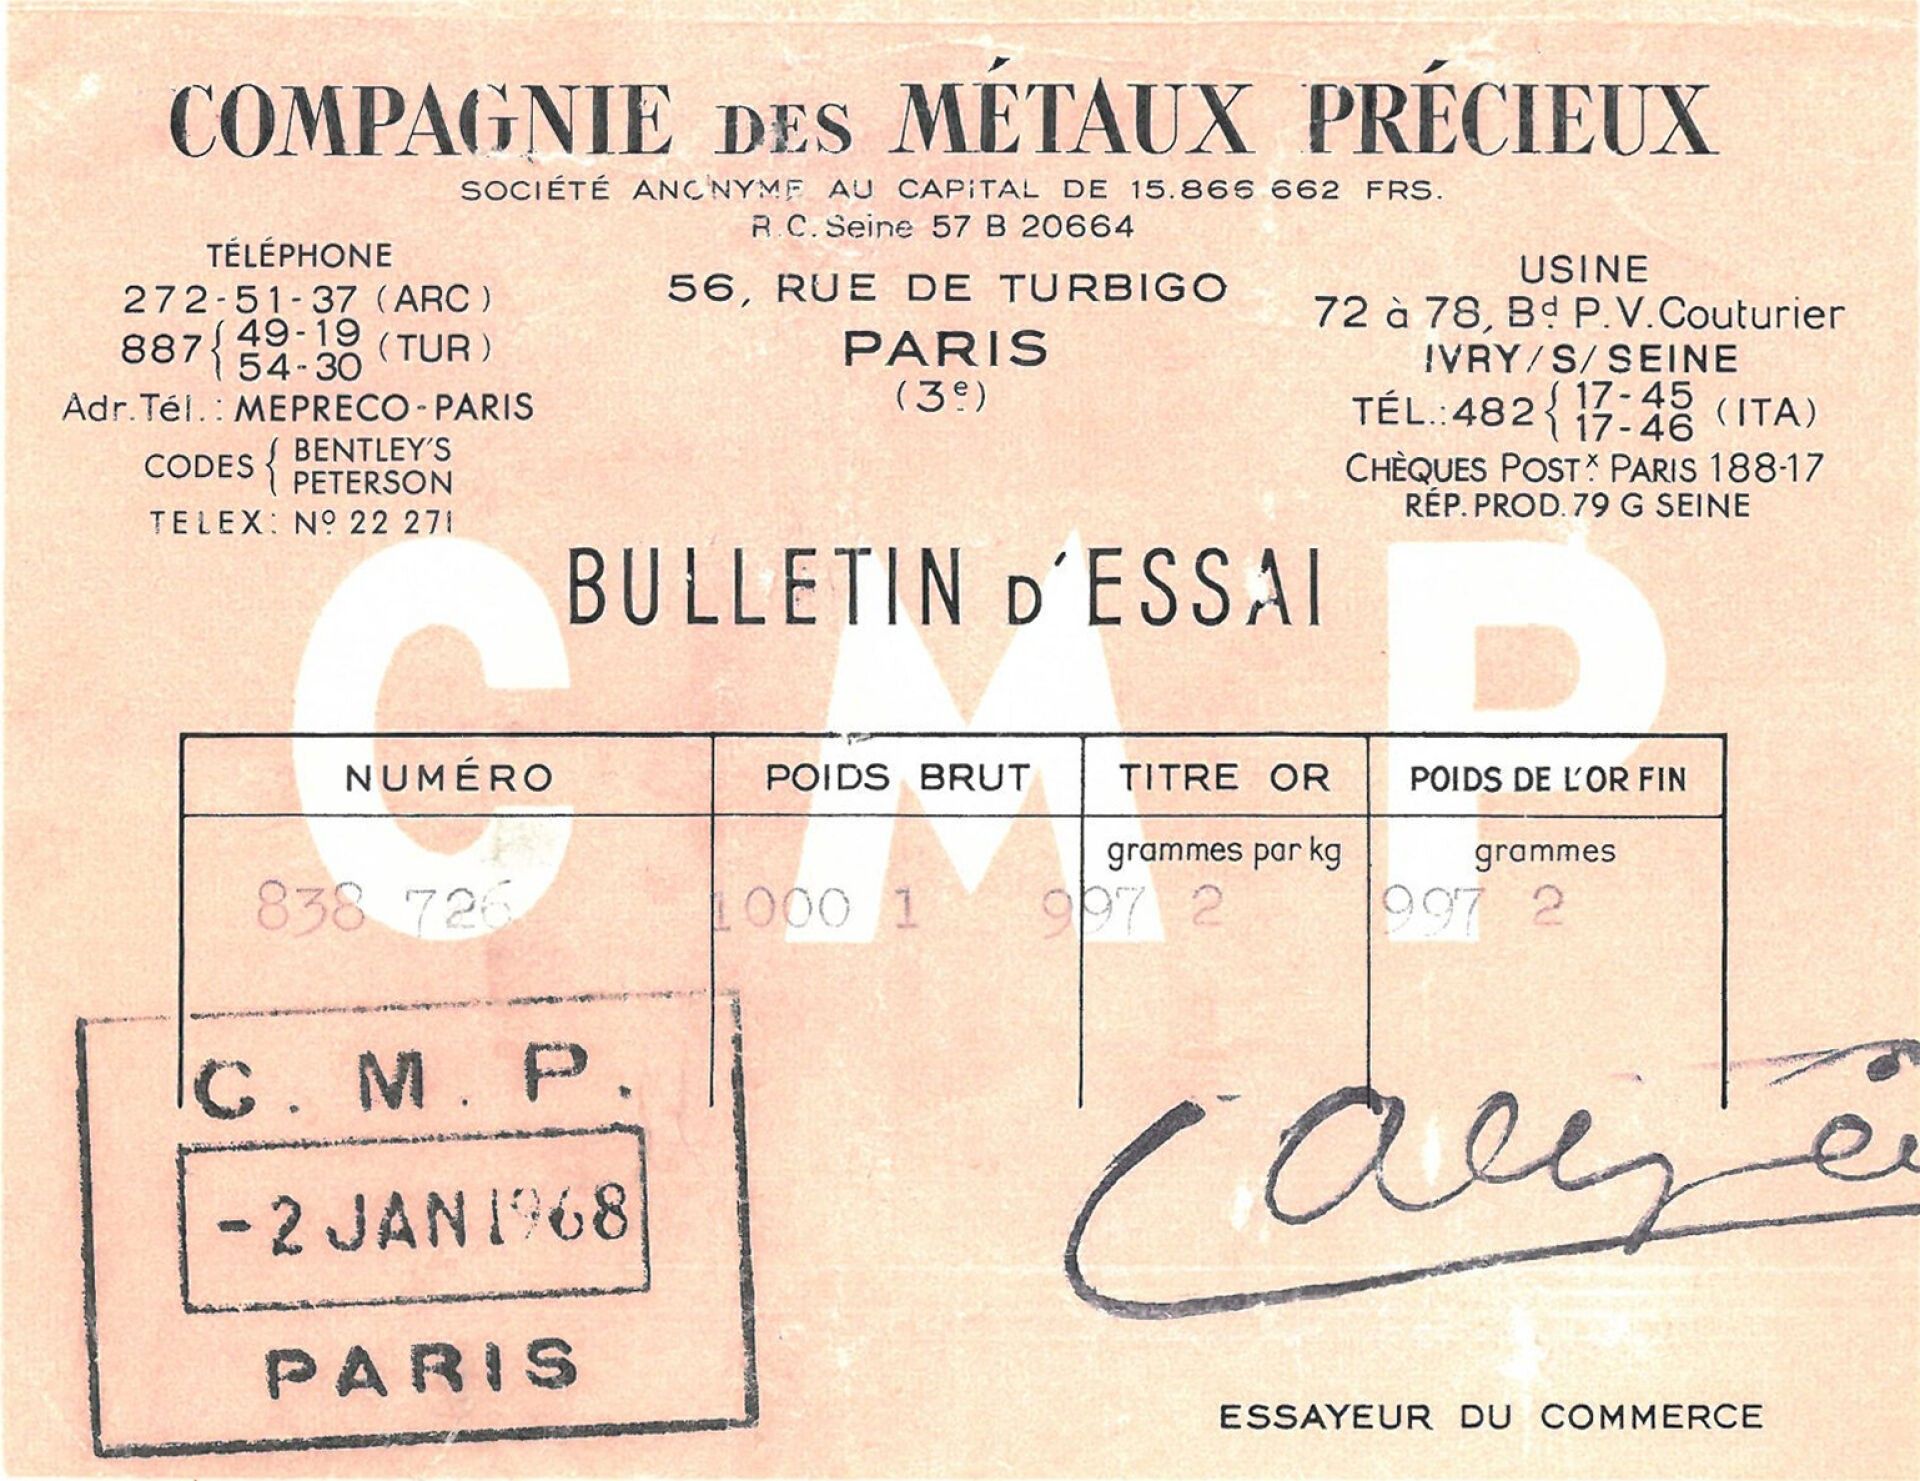 COMPAGNIE DES MÉTAUX PRÉCIEUX
SOCIÉTÉ ANONYME AU CAPITAL DE 15.866 662 FRS.
R.C. Seine 57 B 20664
TÉLÉPHONE
272-51-37 (ARC)
887 { 49-19
54-30 (TUR)
Adr. Tél.: MEPRECO-PARIS
CODES { BENTLEY'S
PETERSON
TELEX: Nº 22 271
56, RUE DE TURBIGO
PARIS
(3e)
USINE
72 à 78, Bd P.V. Couturier
IVRY/S/SEINE
TÉL.: 482 { 17-45
17-46 (ITA)
CHÈQUES POSTx PARIS 188-17
RÉP. PROD. 79 G SEINE
BULLETIN D'ESSAI
CMP
NUMÉRO POIDS BRUT TITRE OR POIDS DE L'OR FIN
grammes par kg grammes
838 726 1000 1 997 2 997 2
C. M. P.
-2 JAN 1968
PARIS
ESSAYEUR DU COMMERCE